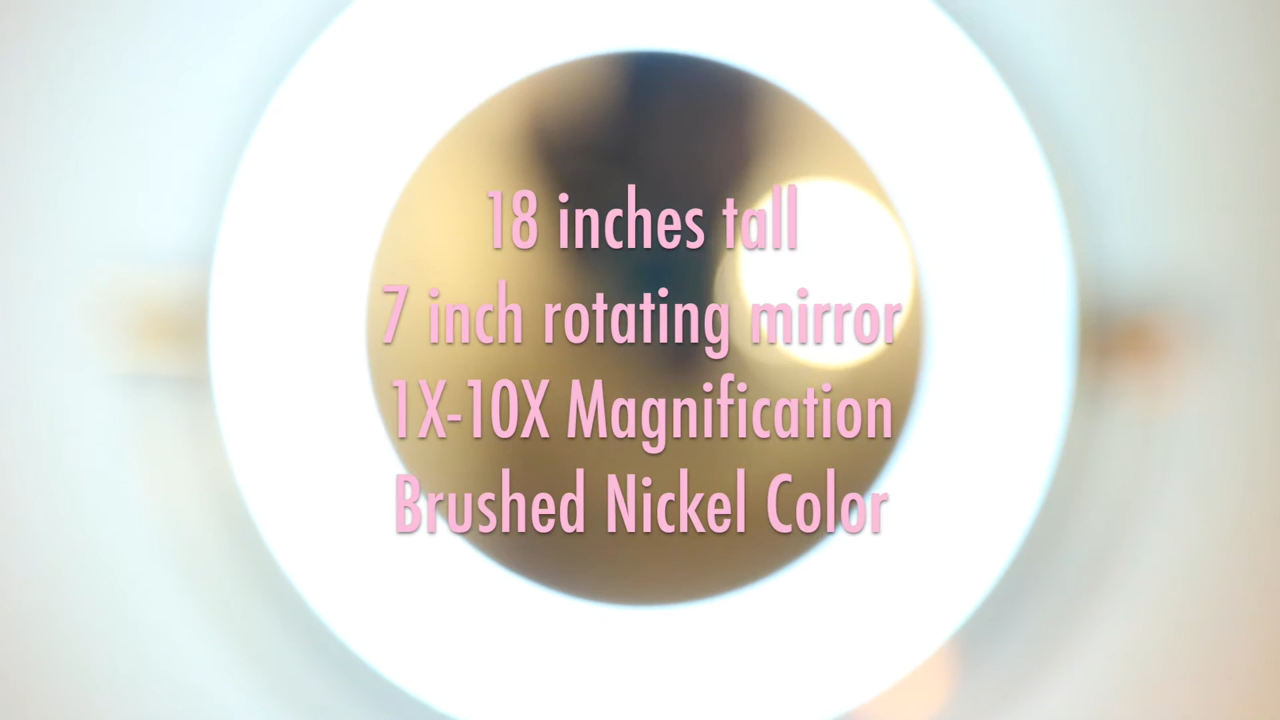 18 inches tall
7 inch rotating mirror
1X-10X Magnification
Brushed Nickel Color